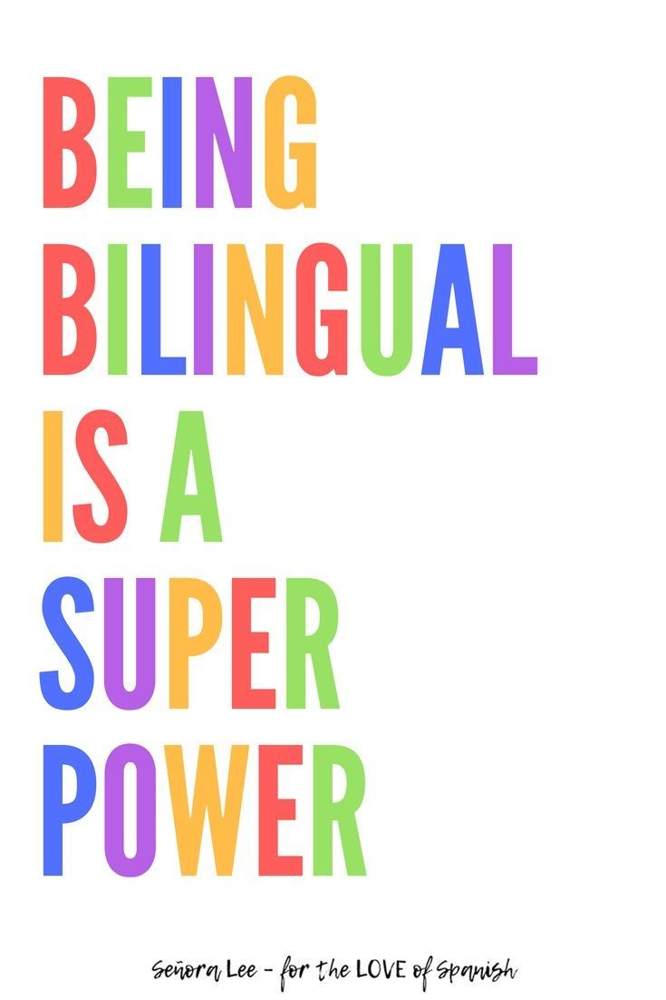 BEING
BILINGUAL
IS A
SUPER
POWER
Señora Lee - for the LOVE of Spanish